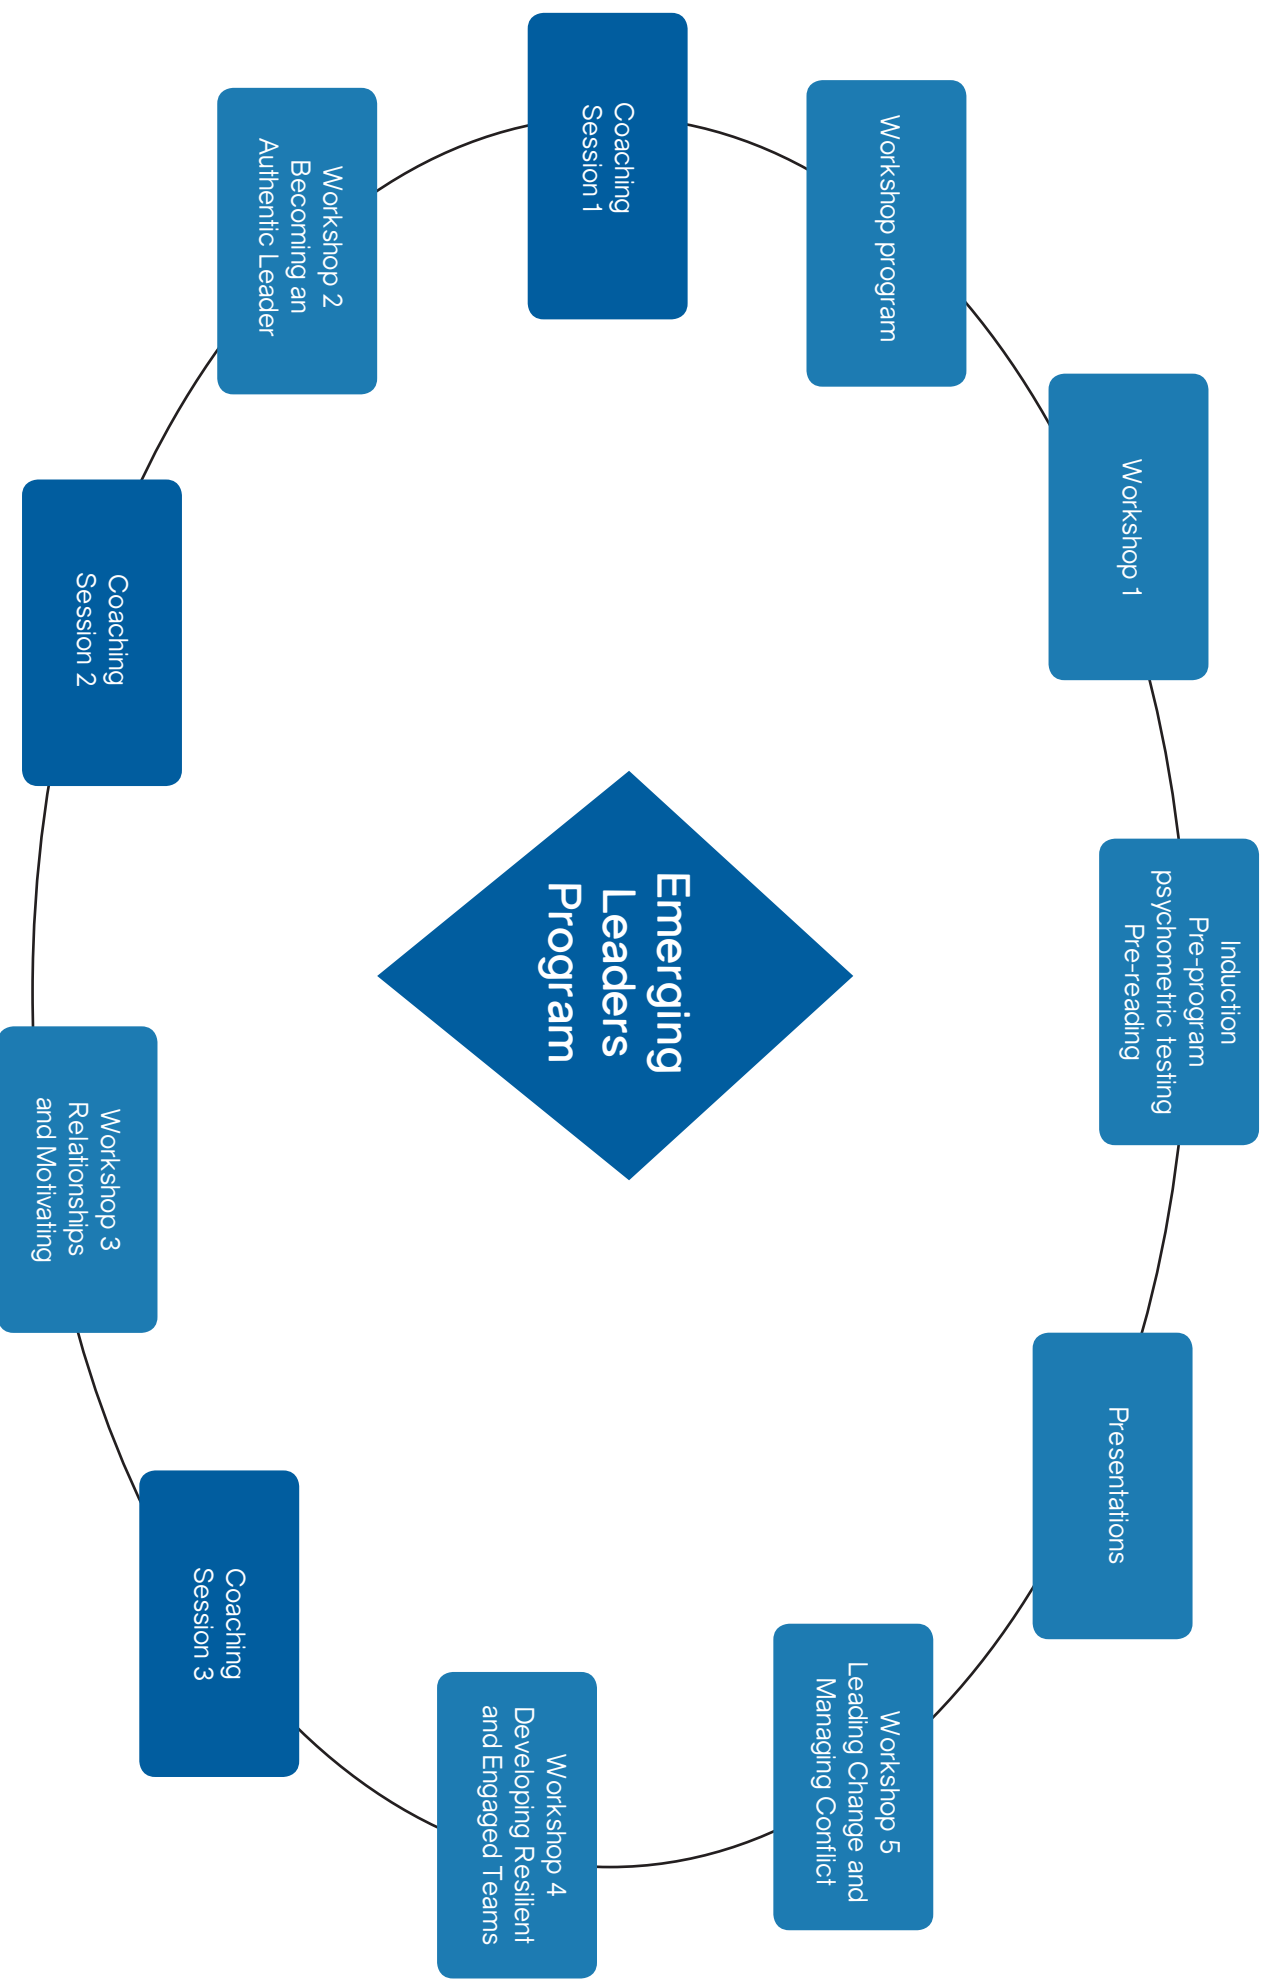 Induction
Pre-program
psychometric testing
Pre-reading
Workshop 1
Presentations
Workshop program
Workshop 5
Leading Change and
Managing Conflict
Emerging
Leaders
Program
Coaching
Session 1
Workshop 4
Developing Resilient
and Engaged Teams
Workshop 2
Becoming an
Authentic Leader
Coaching
Session 3
Coaching
Session 2
Workshop 3
Relationships
and Motivating